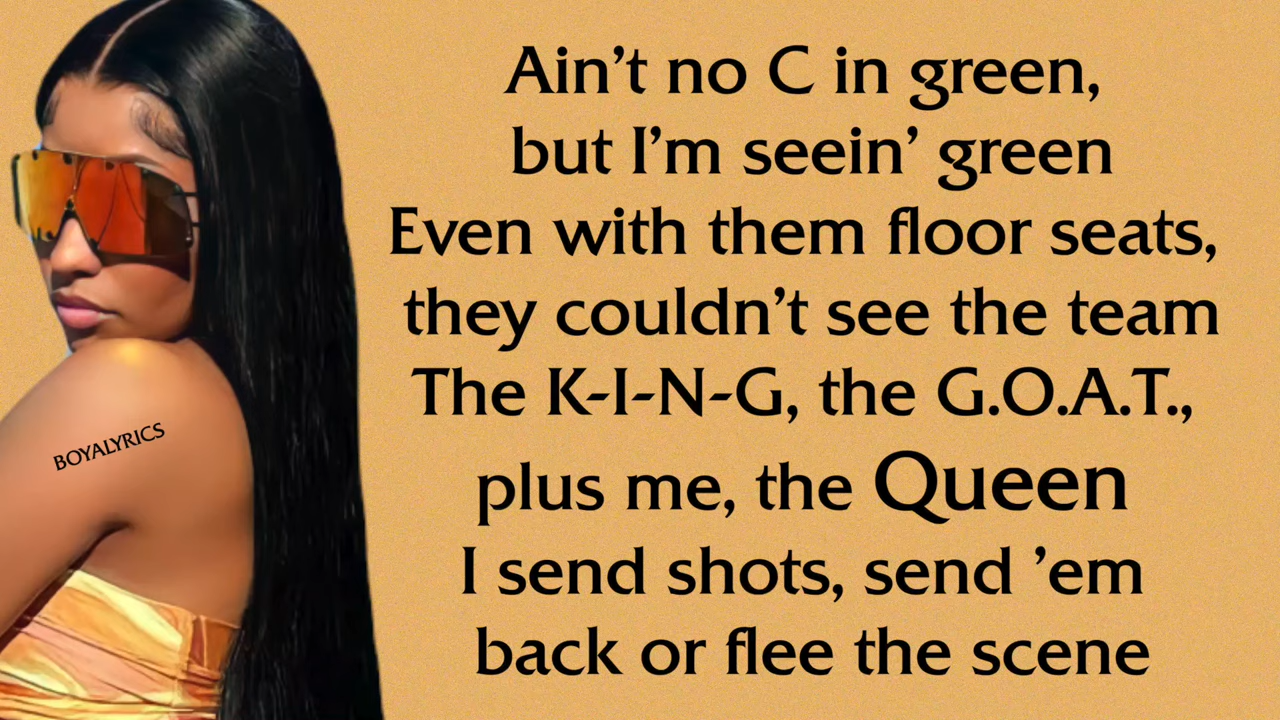 Ain’t no C in green,
but I’m seein’ green
Even with them floor seats,
they couldn’t see the team
The K-I-N-G, the G.O.A.T.,
plus me, the Queen
I send shots, send ’em
back or flee the scene
BOYALYRICS